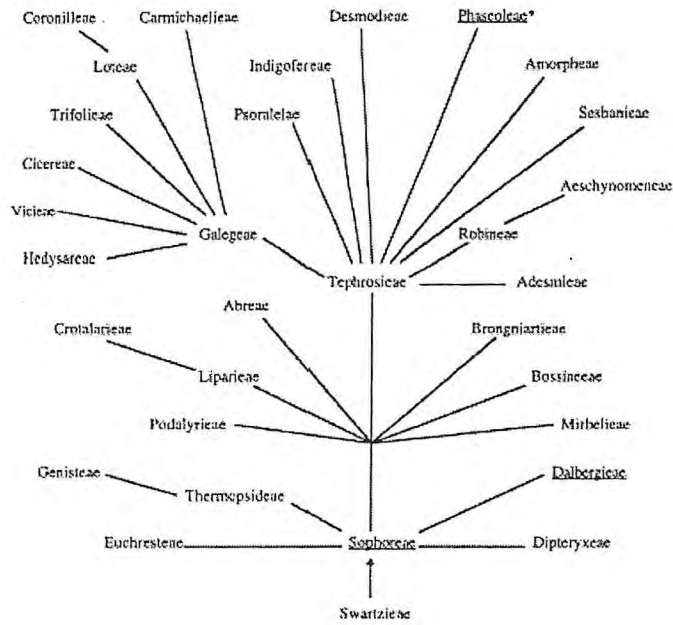 Coronilleae Carmichaelieae Desmodieae Phaseoleae*
Loteae Indigofereae Amorpheae
Trifolieae Psoraleae Sesbanieae
Cicereae Aeschynomeneae
Vicieae Galegeae Robineae
Hedysareae Tephrosieae Adesmieae
Abreae
Crotalarieae Brongniartieae
Liparieae Bossiaeeae
Podalyrieae Mirbelieae
Genisteae Dalbergieae
Thermopsideae
Euchresteae Sophoreae Dipteryxeae
Swartzieae